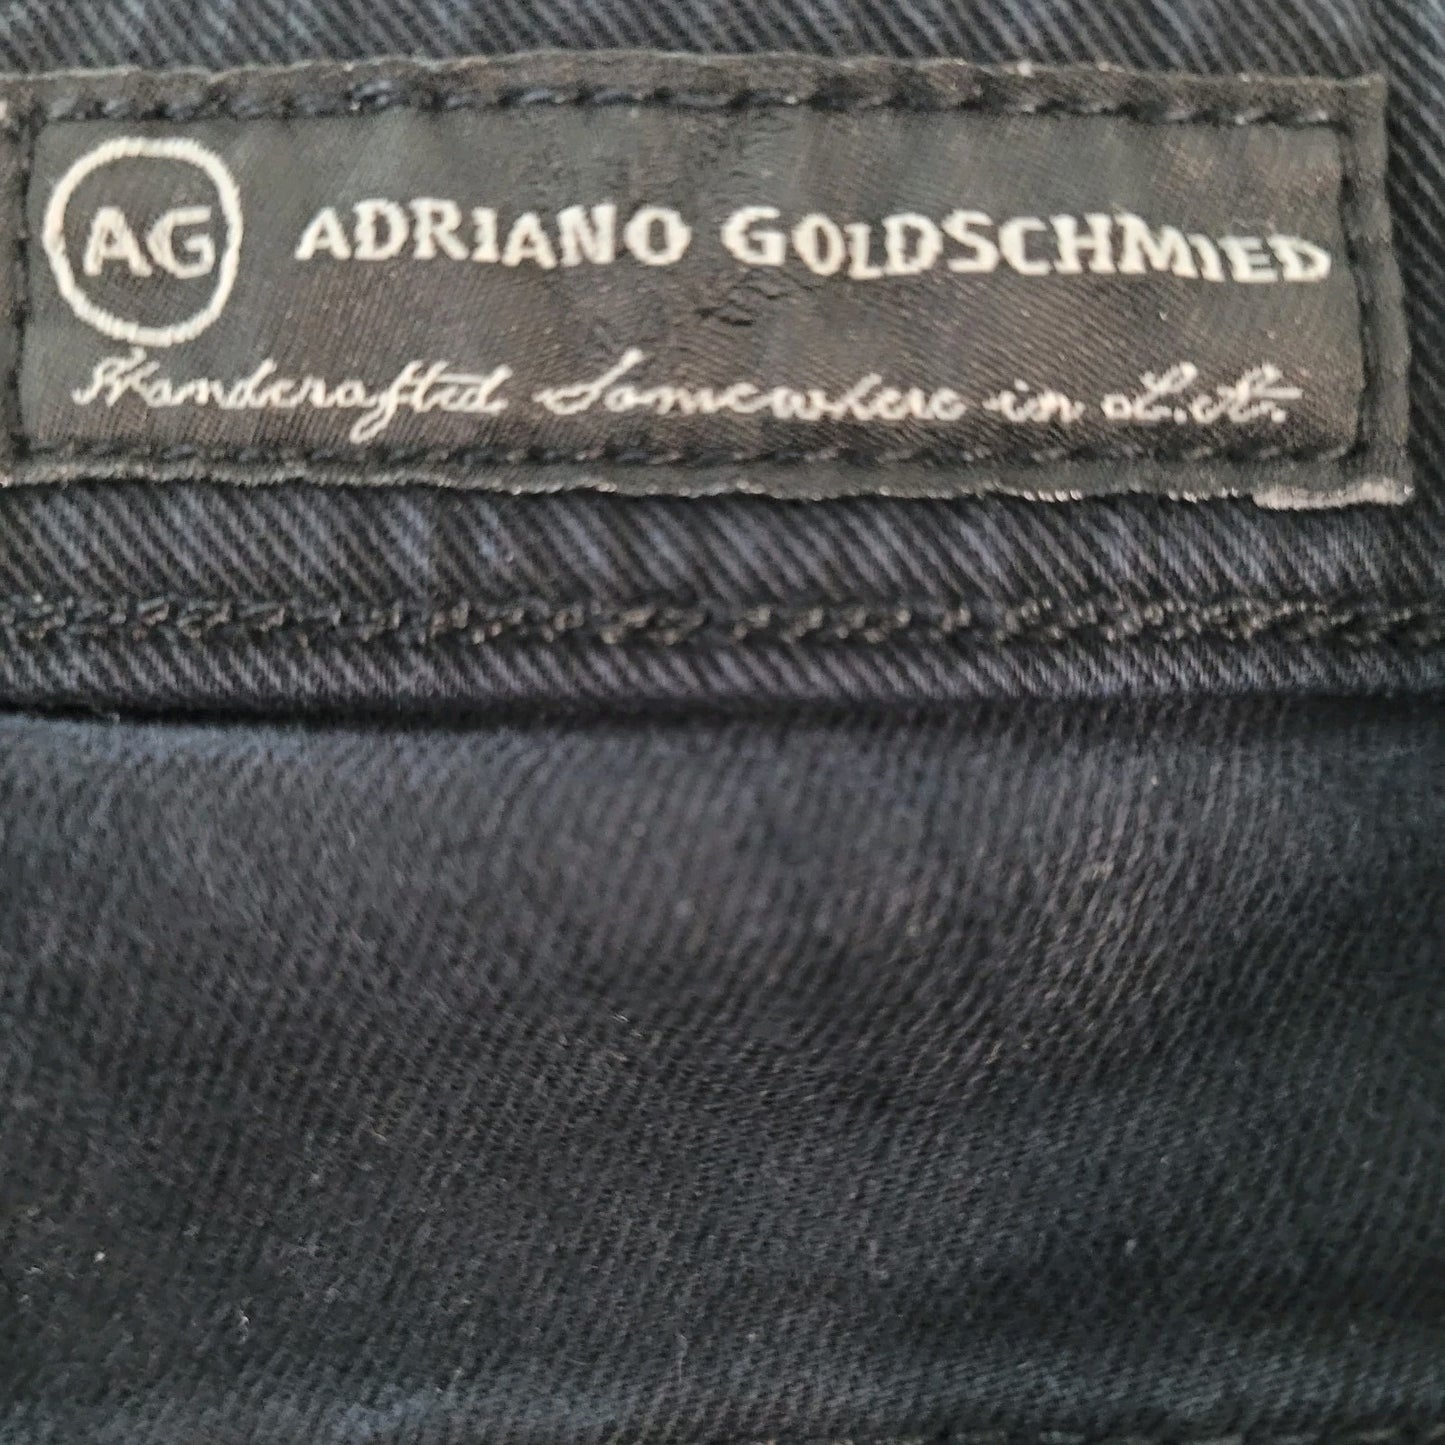 AG ADRIANO GOLDSCHMIED
Handcrafted Somewhere in L.A.